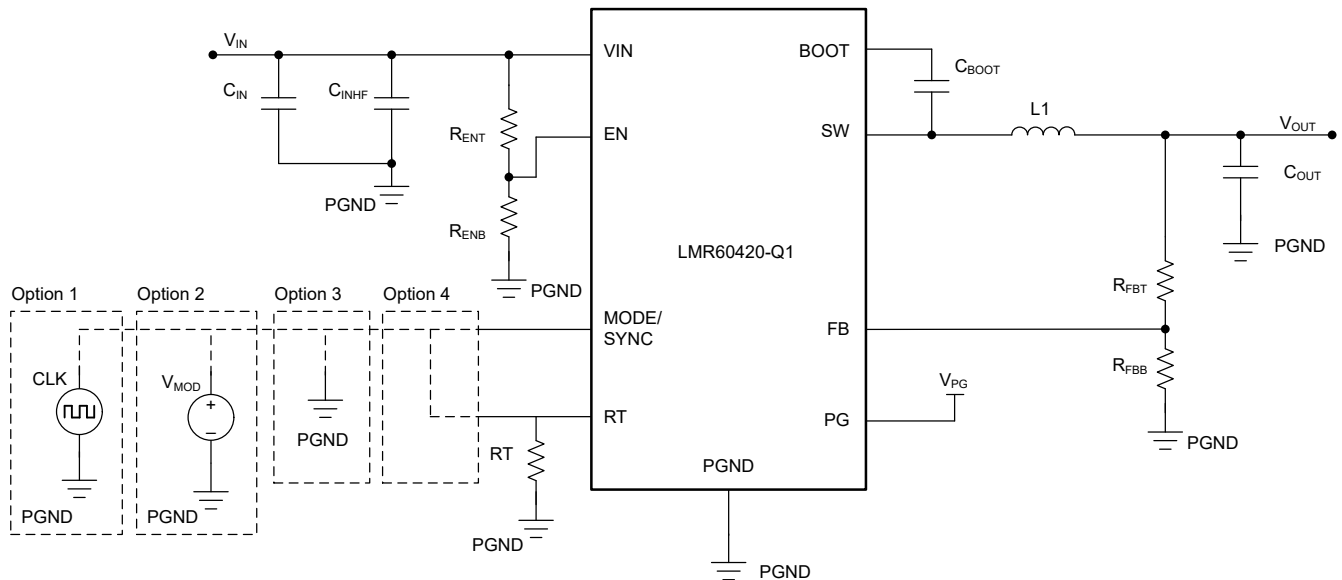 V_IN
VIN
BOOT
C_IN
C_INHF
C_BOOT
R_ENT
EN
SW
L1
V_OUT
C_OUT
PGND
R_ENB
LMR60420-Q1
PGND
PGND
Option 1
Option 2
Option 3
Option 4
R_FBT
MODE/
SYNC
FB
CLK
V_MOD
+
−
R_FBB
V_PG
RT
PG
PGND
RT
PGND
PGND
PGND
PGND
PGND
PGND